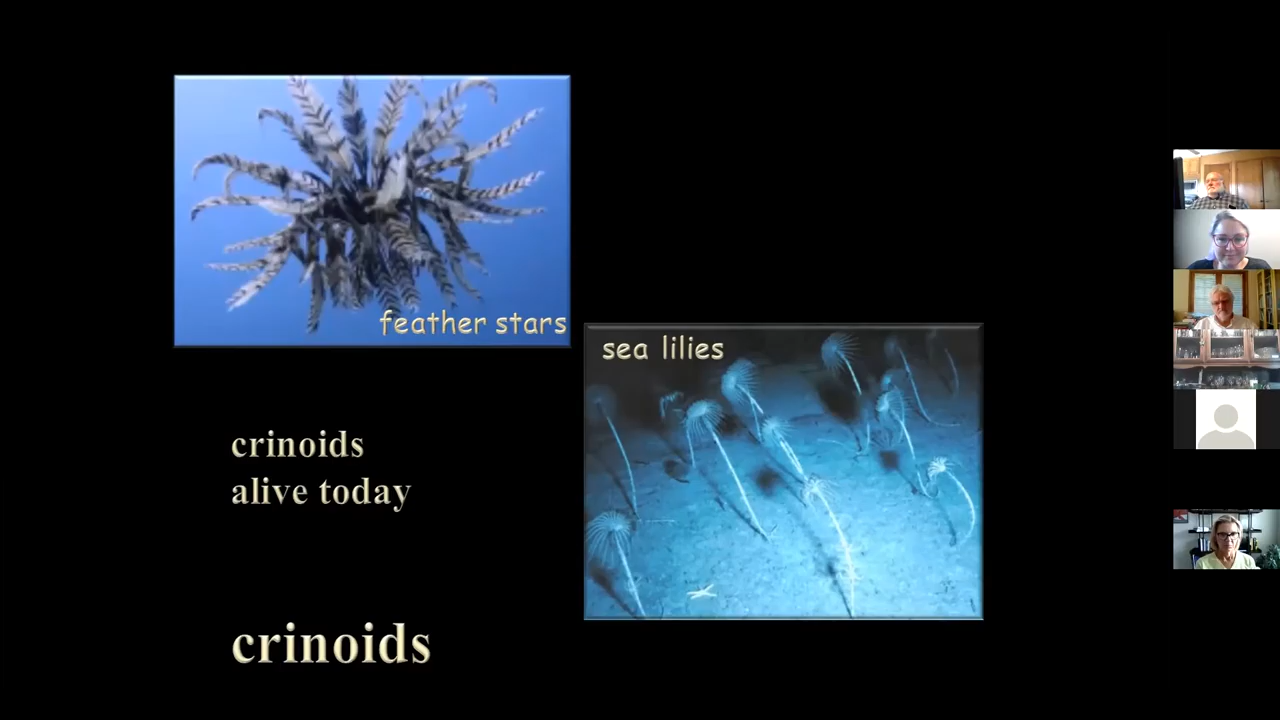 feather stars
sea lilies
crinoids
alive today
crinoids